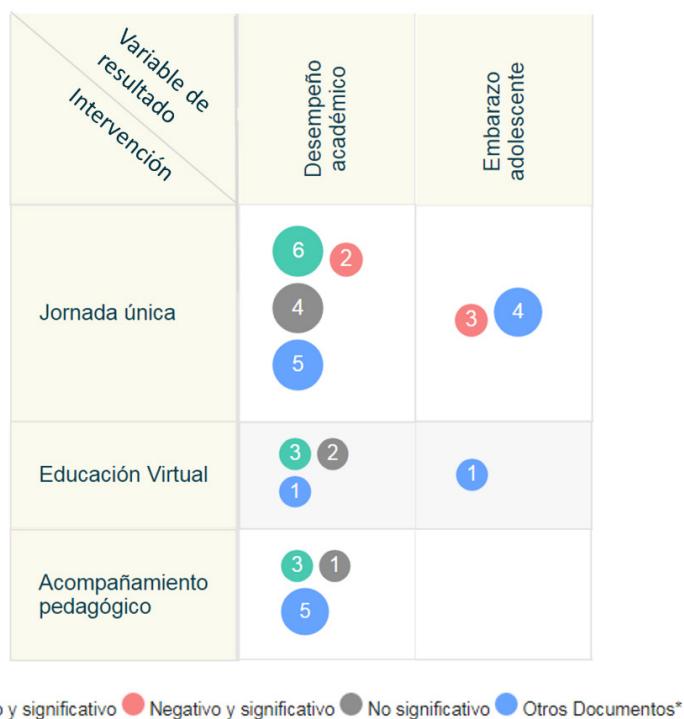 Variable de
resultado
Intervención
Desempeño
académico
Embarazo
adolescente
Jornada única
6
2
4
5
3
4
Educación Virtual
3
2
1
1
Acompañamiento
pedagógico
3
1
5
y significativo Negativo y significativo No significativo Otros Documentos*